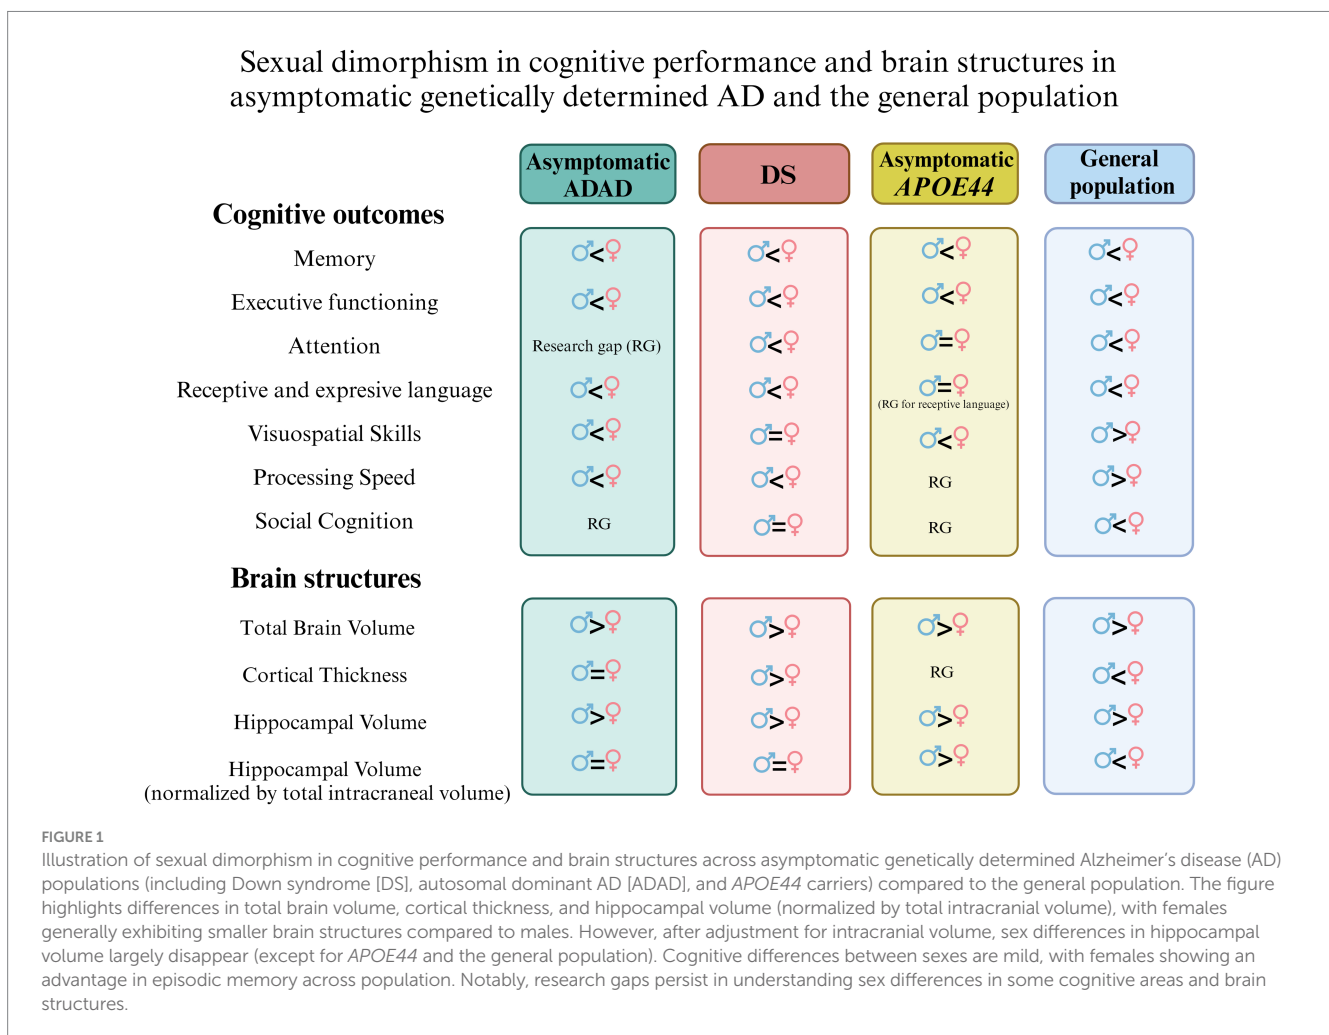 Sexual dimorphism in cognitive performance and brain structures in
asymptomatic genetically determined AD and the general population
Asymptomatic
ADAD
DS
Asymptomatic
APOE44
General
population
Cognitive outcomes
Memory ♂<♀ ♂<♀ ♂<♀ ♂<♀
Executive functioning ♂<♀ ♂<♀ ♂<♀ ♂<♀
Attention Research gap (RG) ♂<♀ ♂=♀ ♂<♀
Receptive and expresive language ♂<♀ ♂<♀ ♂=♀ ♂<♀
(RG for receptive language)
Visuospatial Skills ♂<♀ ♂=♀ ♂<♀ ♂>♀
Processing Speed ♂<♀ ♂<♀ RG ♂>♀
Social Cognition RG ♂=♀ RG ♂<♀
Brain structures
Total Brain Volume ♂>♀ ♂>♀ ♂>♀ ♂>♀
Cortical Thickness ♂=♀ ♂>♀ RG ♂<♀
Hippocampal Volume ♂>♀ ♂>♀ ♂>♀ ♂>♀
Hippocampal Volume ♂=♀ ♂=♀ ♂>♀ ♂<♀
(normalized by total intracraneal volume)
FIGURE 1
Illustration of sexual dimorphism in cognitive performance and brain structures across asymptomatic genetically determined Alzheimer's disease (AD)
populations (including Down syndrome [DS], autosomal dominant AD [ADAD], and APOE44 carriers) compared to the general population. The figure
highlights differences in total brain volume, cortical thickness, and hippocampal volume (normalized by total intracranial volume), with females
generally exhibiting smaller brain structures compared to males. However, after adjustment for intracranial volume, sex differences in hippocampal
volume largely disappear (except for APOE44 and the general population). Cognitive differences between sexes are mild, with females showing an
advantage in episodic memory across population. Notably, research gaps persist in understanding sex differences in some cognitive areas and brain
structures.